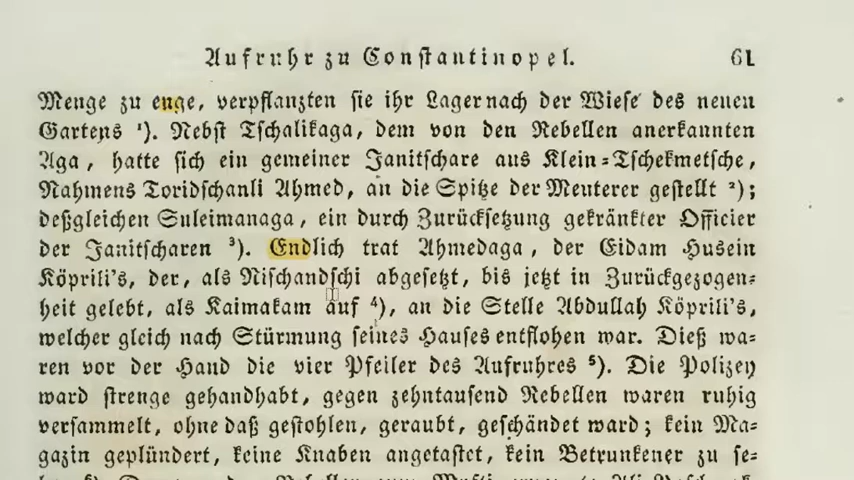 Aufruhr zu Constantinopel. 61
Menge zu enge, verpflanzten sie ihr Lager nach der Wiese des neuen
Gartens ¹). Nebst Tschalikaga, dem von den Rebellen anerkannten
Aga, hatte sich ein gemeiner Janitschare aus Klein-Tschekmetsche,
Nahmens Toridschanli Ahmed, an die Spitze der Meuterer gestellt ²);
deßgleichen Suleimanaga, ein durch Zurücksetzung gekränkter Officier
der Janitscharen ³). Endlich trat Ahmedaga, der Eidam Husein
Köprili's, der, als Nischandschi abgesetzt, bis jetzt in Zurückgezogen-
heit gelebt, als Kaimakam auf ⁴), an die Stelle Abdullah Köprili's,
welcher gleich nach Stürmung seines Hauses entflohen war. Dieß wa-
ren vor der Hand die vier Pfeiler des Aufruhres ⁵). Die Polizey
ward strenge gehandhabt, gegen zehntausend Rebellen waren ruhig
versammelt, ohne daß gestohlen, geraubt, geschändet ward; kein Ma-
gazin geplündert, keine Knaben angetastet, kein Betrunkener zu se-